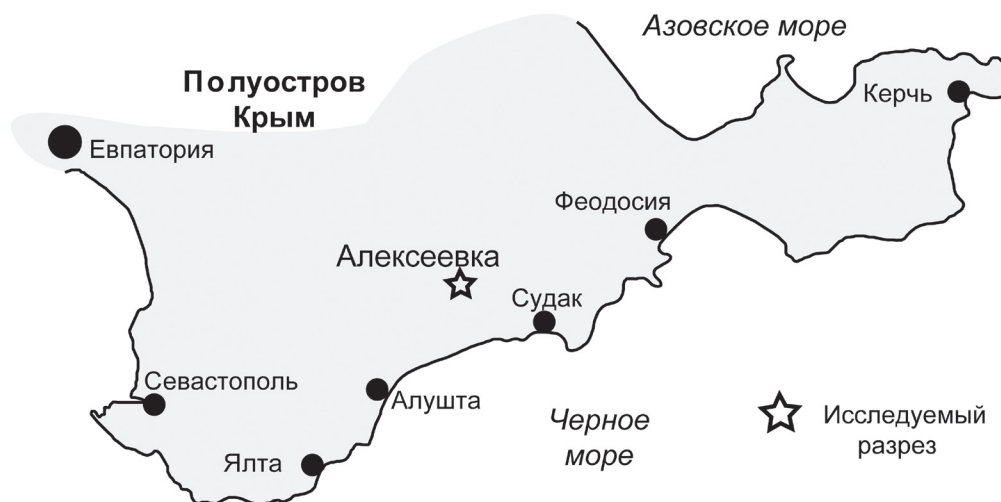 Азовское море
Полуостров
Крым
Керчь
Евпатория
Феодосия
Алексеевка
Судак
Севастополь
Алушта
Черное
море
Исследуемый
разрез
Ялта